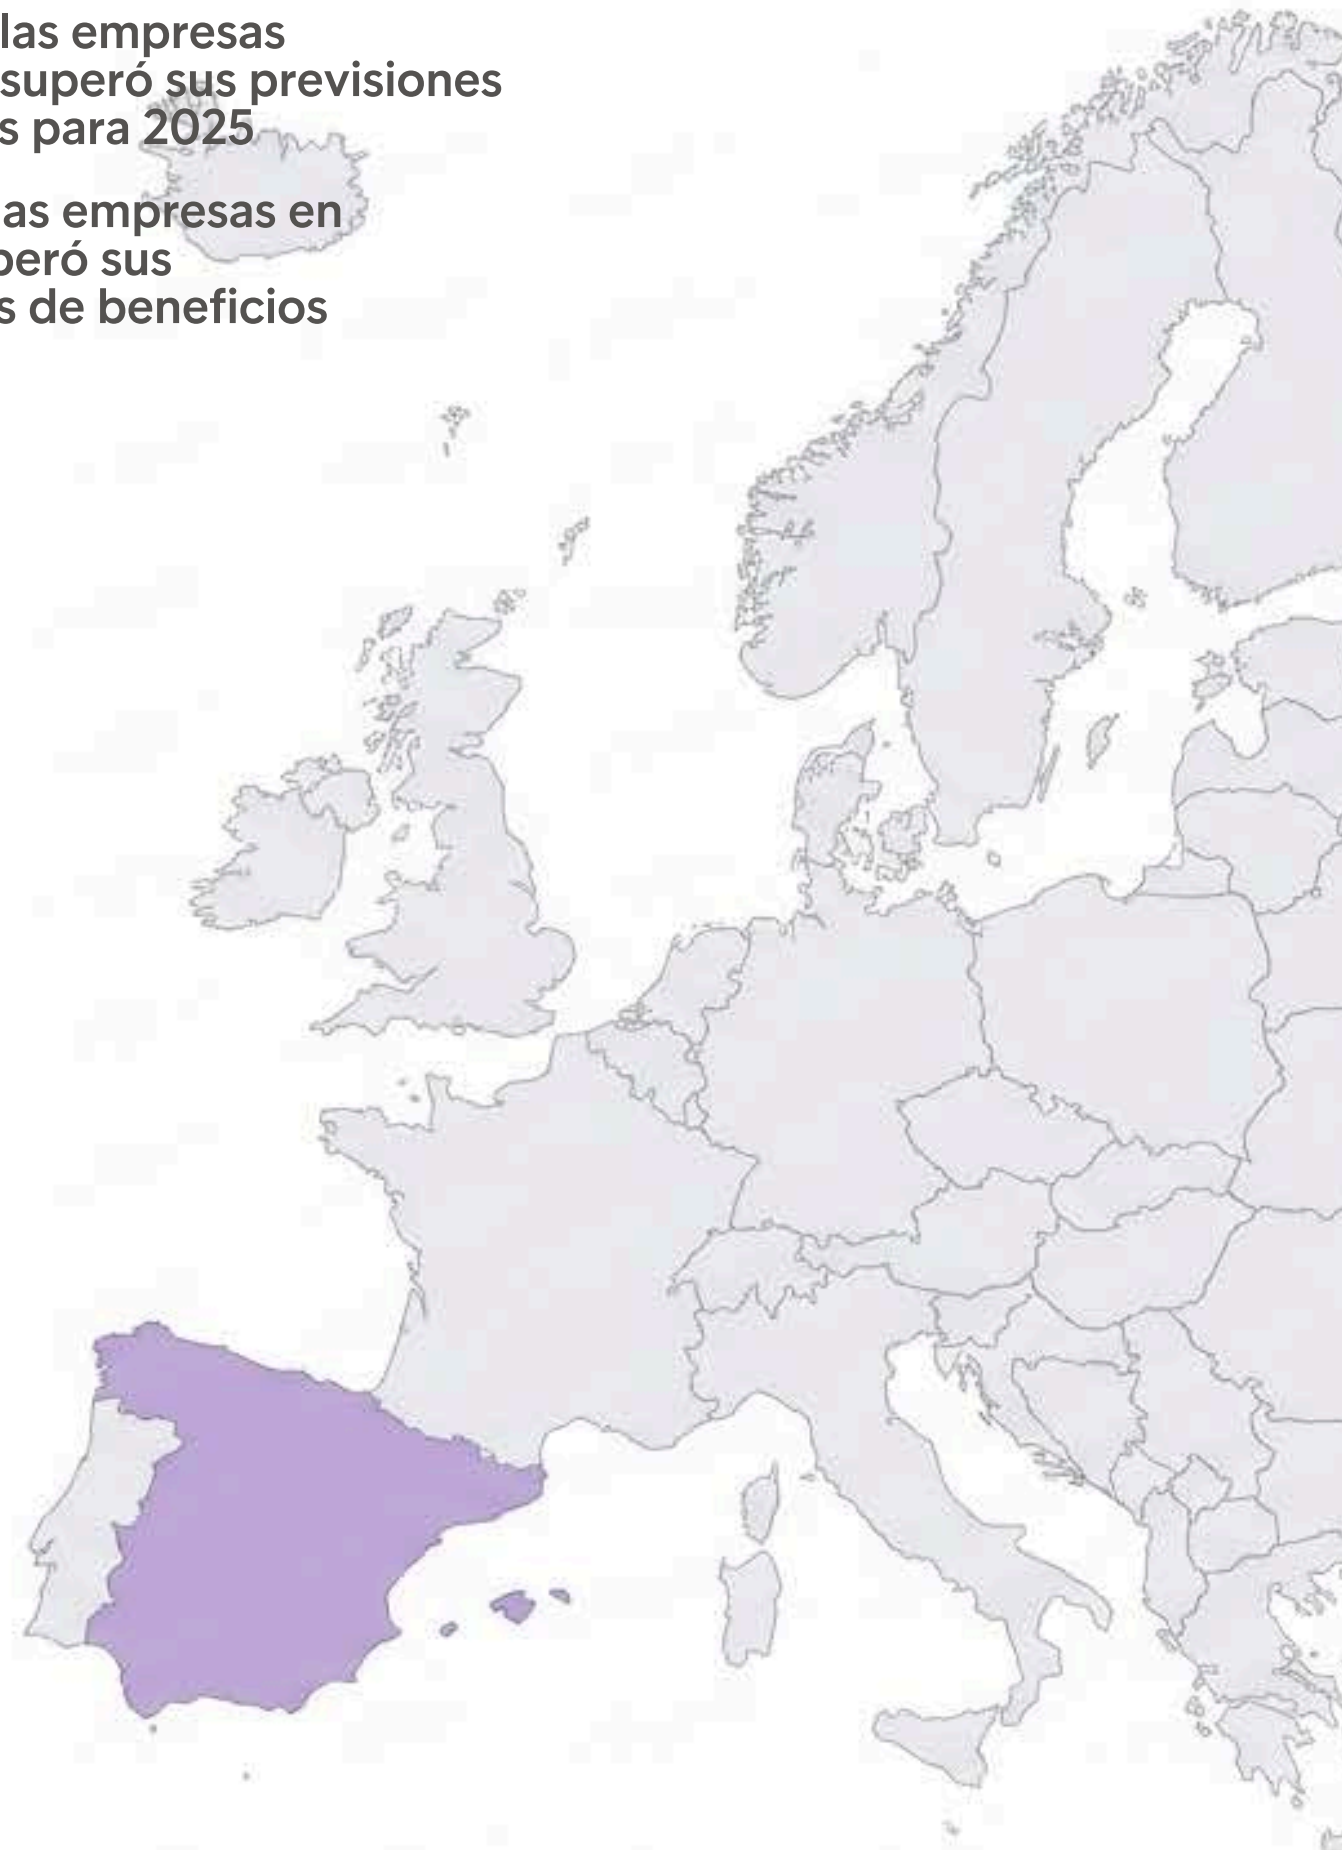 las empresas
superó sus previsiones
s para 2025
as empresas en
peró sus
s de beneficios